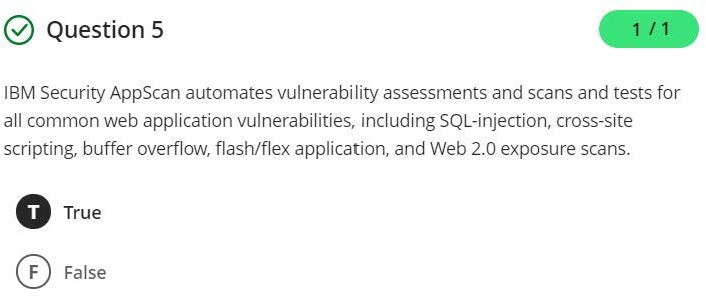 Question 5
1 / 1
IBM Security AppScan automates vulnerability assessments and scans and tests for
all common web application vulnerabilities, including SQL-injection, cross-site
scripting, buffer overflow, flash/flex application, and Web 2.0 exposure scans.
T True
F False